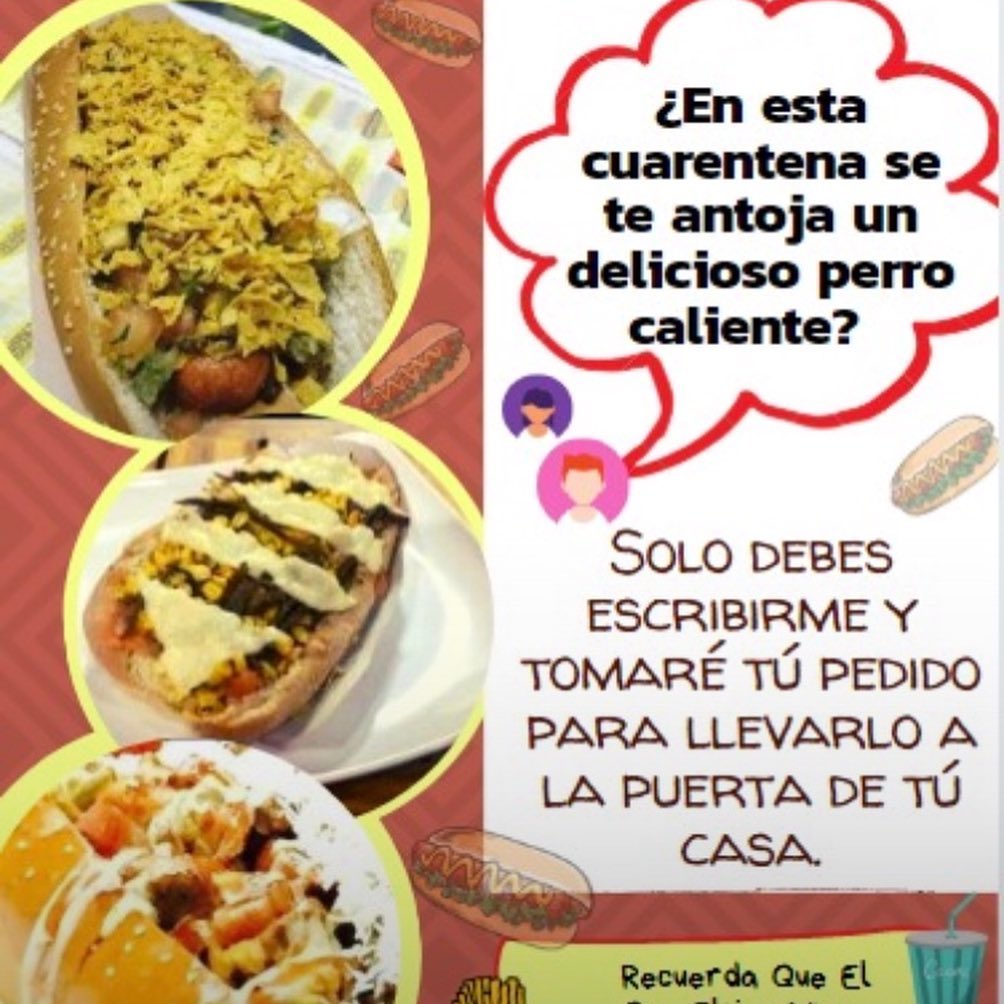 ¿En esta
cuarentena se
te antoja un
delicioso perro
caliente?
SOLO DEBES
ESCRIBIRME Y
TOMARÉ TÚ PEDIDO
PARA LLEVARLO A
LA PUERTA DE TÚ
CASA.
Recuerda Que El